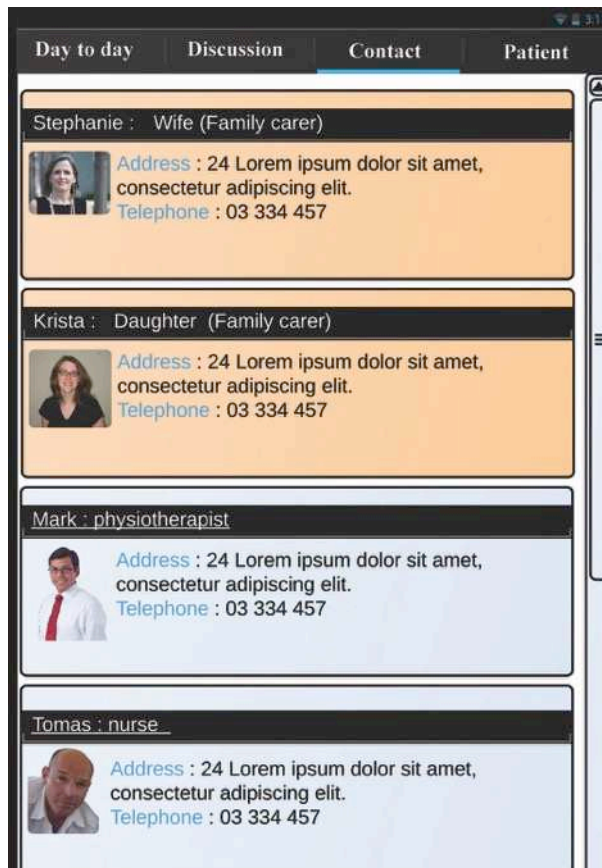 3:1
Day to day Discussion Contact Patient
Stephanie : Wife (Family carer)
Address : 24 Lorem ipsum dolor sit amet,
consectetur adipiscing elit.
Telephone : 03 334 457
Krista : Daughter (Family carer)
Address : 24 Lorem ipsum dolor sit amet,
consectetur adipiscing elit.
Telephone : 03 334 457
Mark : physiotherapist
Address : 24 Lorem ipsum dolor sit amet,
consectetur adipiscing elit.
Telephone : 03 334 457
Tomas : nurse
Address : 24 Lorem ipsum dolor sit amet,
consectetur adipiscing elit.
Telephone : 03 334 457